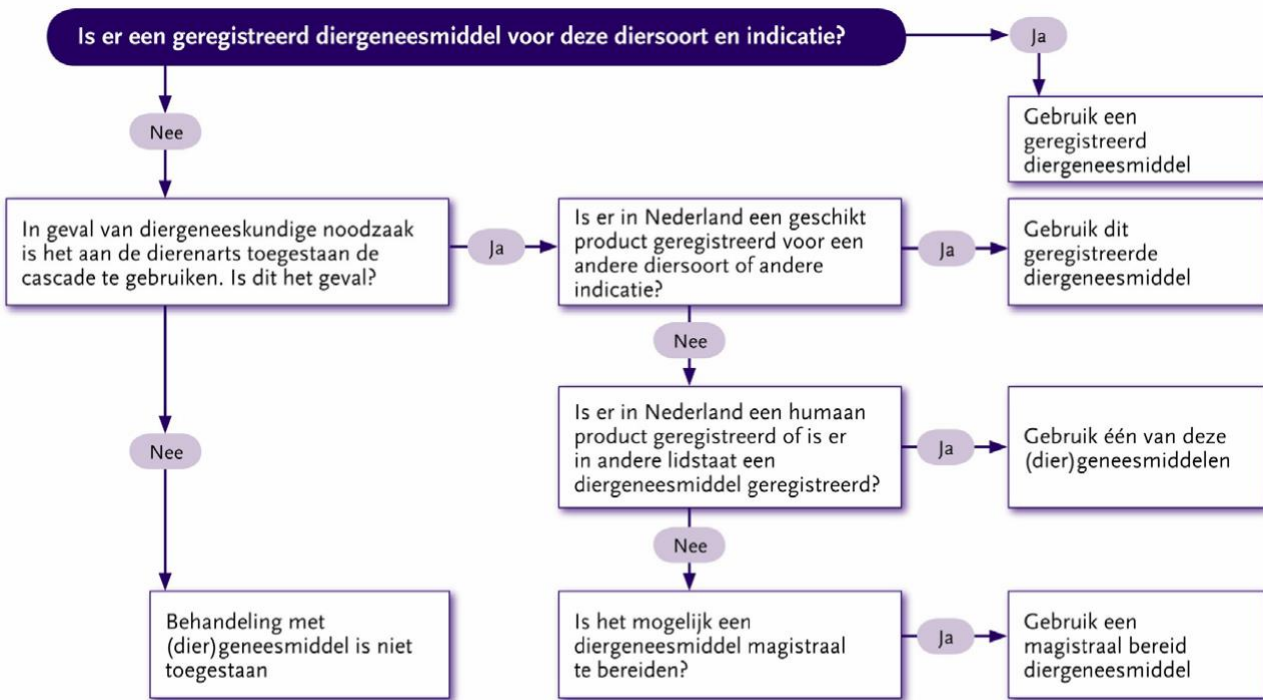 Is er een geregistreerd diergeneesmiddel voor deze diersoort en indicatie?
Ja
Nee
Gebruik een
geregistreerd
diergeneesmiddel
In geval van diergeneeskundige noodzaak
is het aan de dierenarts toegestaan de
cascade te gebruiken. Is dit het geval?
Ja
Is er in Nederland een geschikt
product geregistreerd voor een
andere diersoort of andere
indicatie?
Ja
Gebruik dit
geregistreerde
diergeneesmiddel
Nee
Is er in Nederland een humaan
product geregistreerd of is er
in andere lidstaat een
diergeneesmiddel geregistreerd?
Ja
Gebruik één van deze
(dier)geneesmiddelen
Nee
Nee
Behandeling met
(dier)geneesmiddel is niet
toegestaan
Is het mogelijk een
diergeneesmiddel magistraal
te bereiden?
Ja
Gebruik een
magistraal bereid
diergeneesmiddel